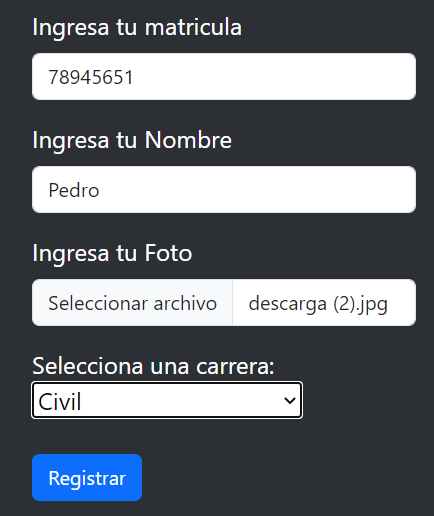 Ingresa tu matricula
78945651
Ingresa tu Nombre
Pedro
Ingresa tu Foto
Seleccionar archivo descarga (2).jpg
Selecciona una carrera:
Civil
Registrar